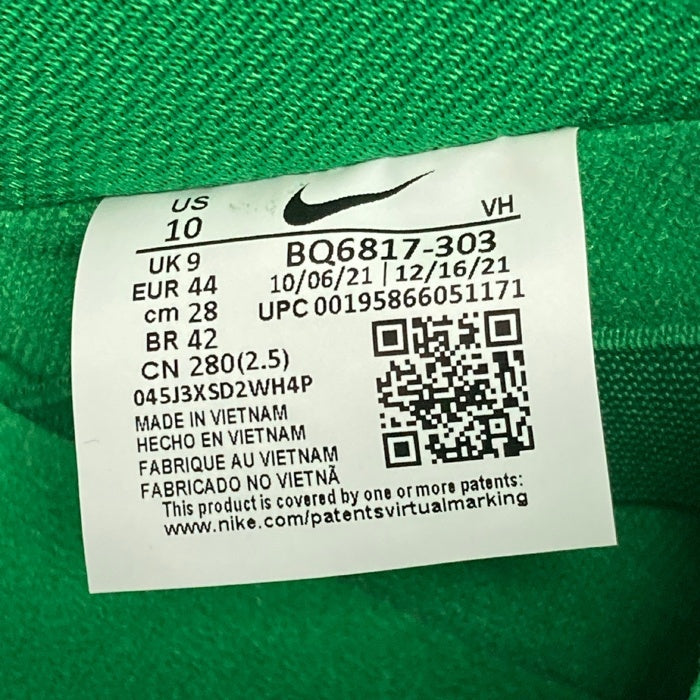 US
10
VH
UK 9
EUR 44
cm 28
BR 42
CN 280(2.5)
BQ6817-303
10/06/21 | 12/16/21
UPC 00195866051171
045J3XSD2WH4P
MADE IN VIETNAM
HECHO EN VIETNAM
FABRIQUE AU VIETNAM
FABRICADO NO VIETNÃ
This product is covered by one or more patents:
www.nike.com/patentsvirtualmarking